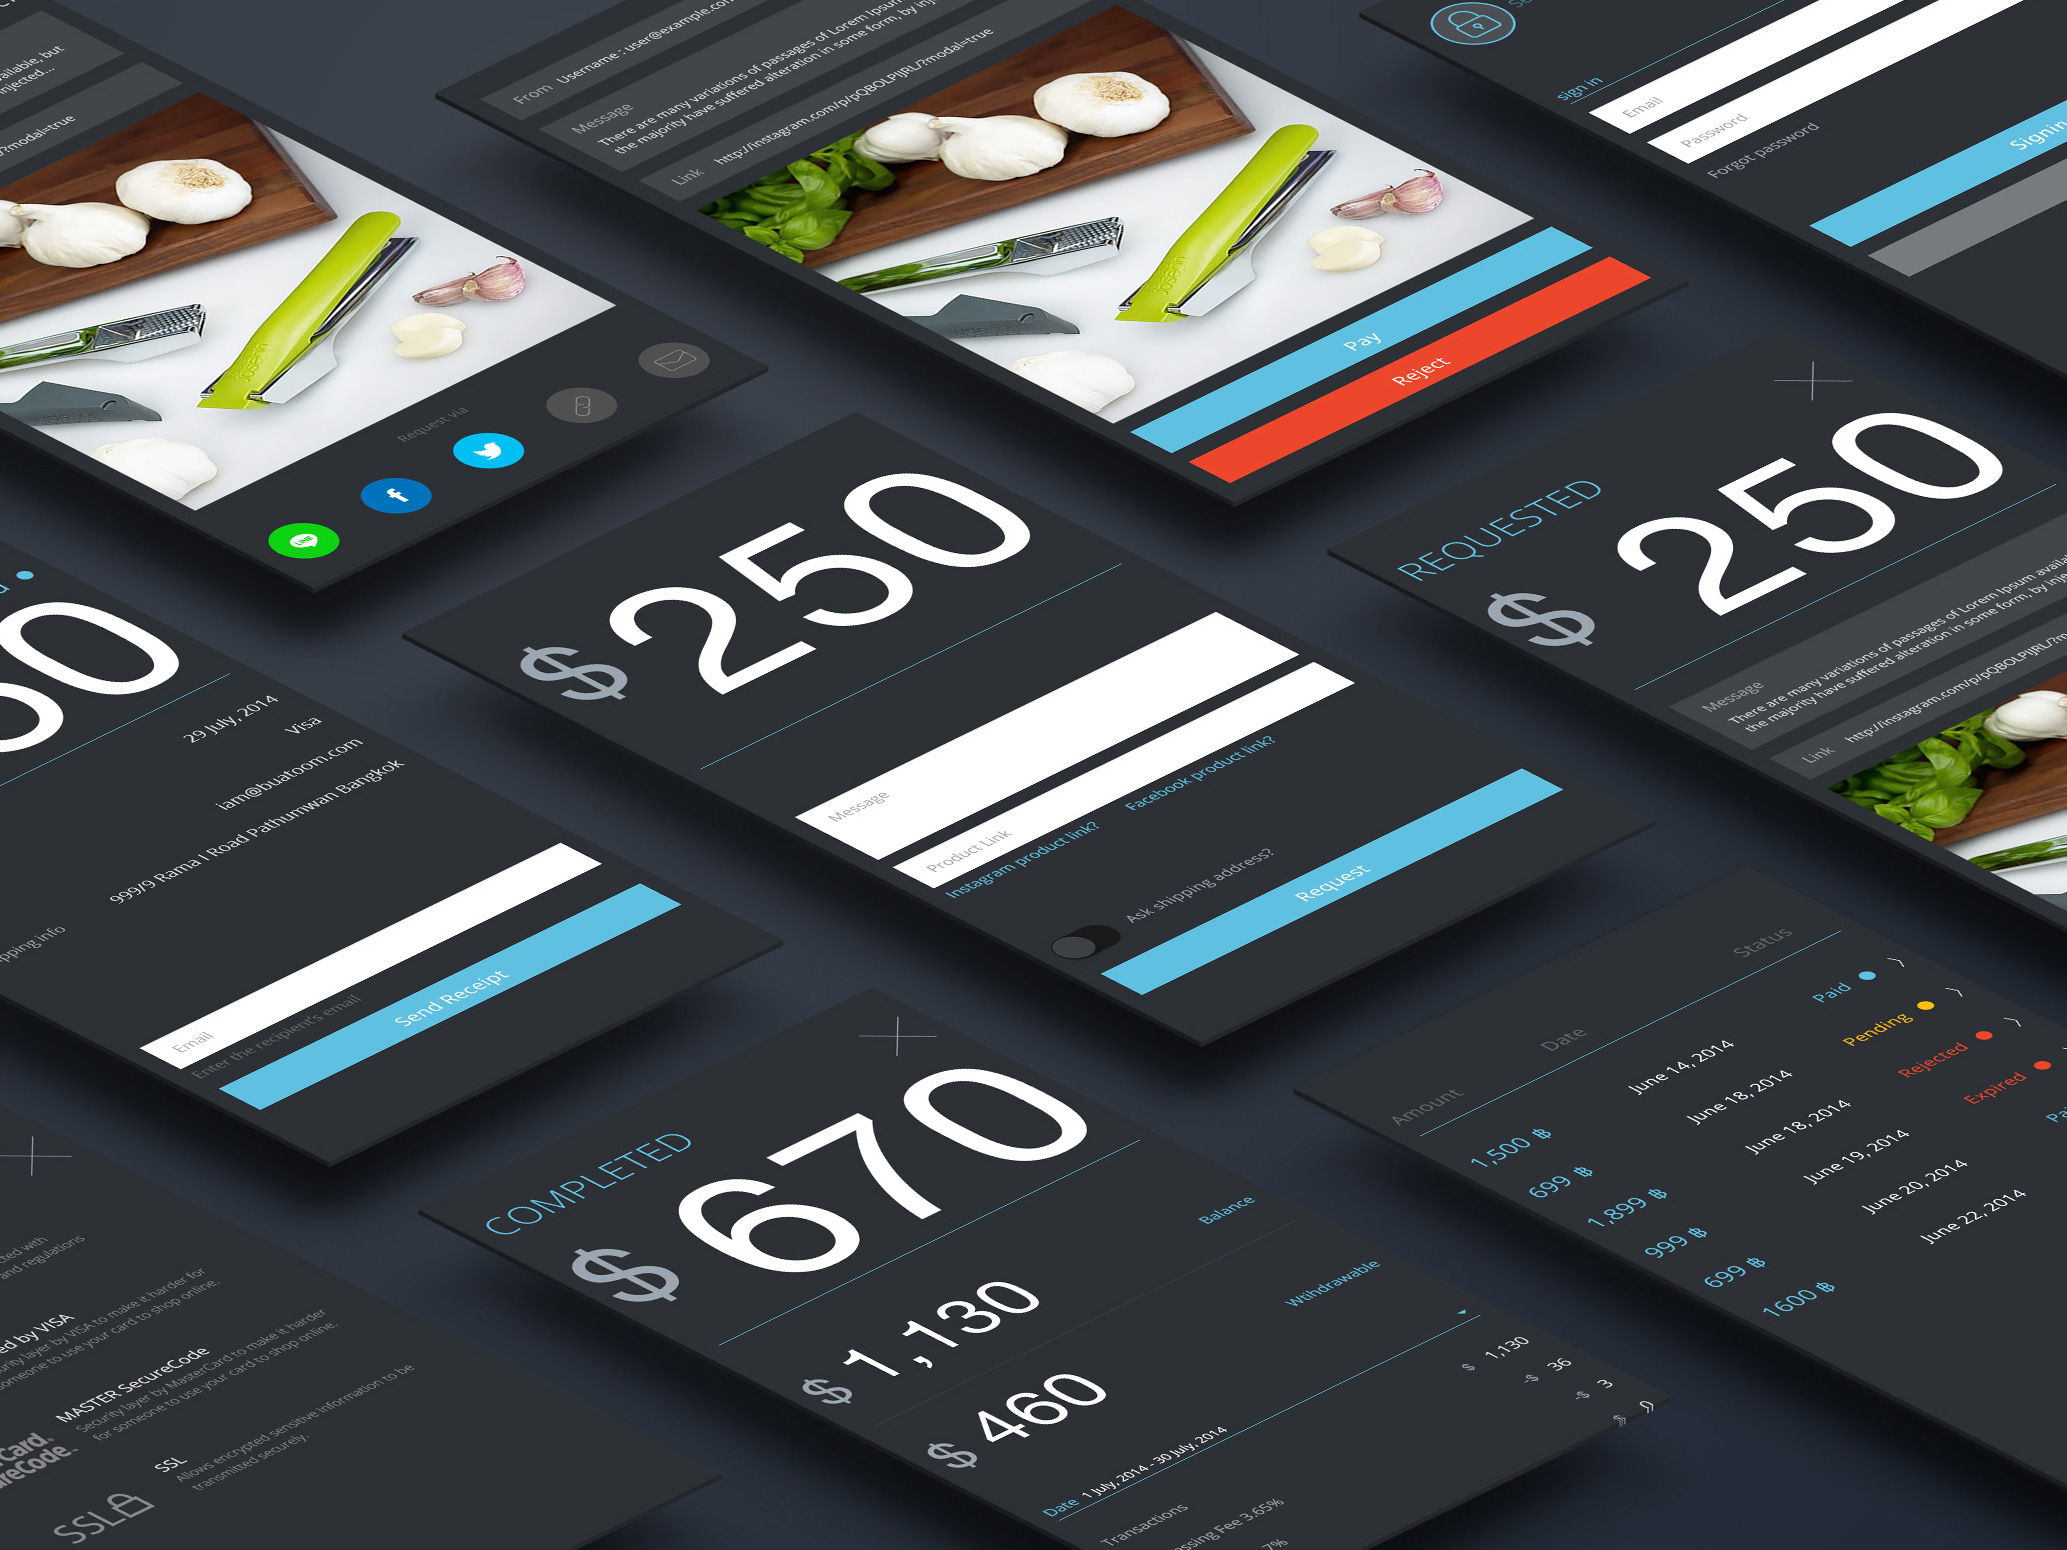 ailable, but
injected...
/?modal=true
Request via
LINE
From Username : user@example.com
Message
There are many variations of passages of Lorem Ipsum
the majority have suffered alteration in some form, by inj
Link http://instagram.com/p/pQBOLPIJRL/?modal=true
Pay
Reject
sign in
Email
Password
Forgot password
Signin
29 July, 2014
Visa
iam@buatoom.com
999/9 Rama I Road Pathumwan Bangkok
pping info
Email
Enter the recipient's email
Send Receipt
$ 250
Message
Product Link
Instagram product link? Facebook product link?
Ask shipping address?
Request
REQUESTED
$ 250
Message
There are many variations of passages of Lorem Ipsum availa
the majority have suffered alteration in some form, by inje
Link http://instagram.com/p/pQBOLPIJRL/?m
ted with
and regulations
ed by VISA
urity layer by VISA to make it harder for
someone to use your card to shop online.
MASTER SecureCode
Security layer by MasterCard to make it harder
for someone to use your card to shop online.
rCard.
reCode.
SSL
Allows encrypted sensitive information to be
transmitted securely.
SSL
COMPLETED
$ 670
Balance
$ 1,130
Wtihdrawable
$ 460
Date 1 July, 2014 - 30 July, 2014
Transactions $ 1,130
essing Fee 3.65% -$ 36
7% -$ 3
Amount Date Status
1,500 ฿ June 14, 2014 Paid
699 ฿ June 18, 2014 Pending
1,899 ฿ June 18, 2014 Rejected
999 ฿ June 19, 2014 Expired
699 ฿ June 20, 2014 Pai
1600 ฿ June 22, 2014